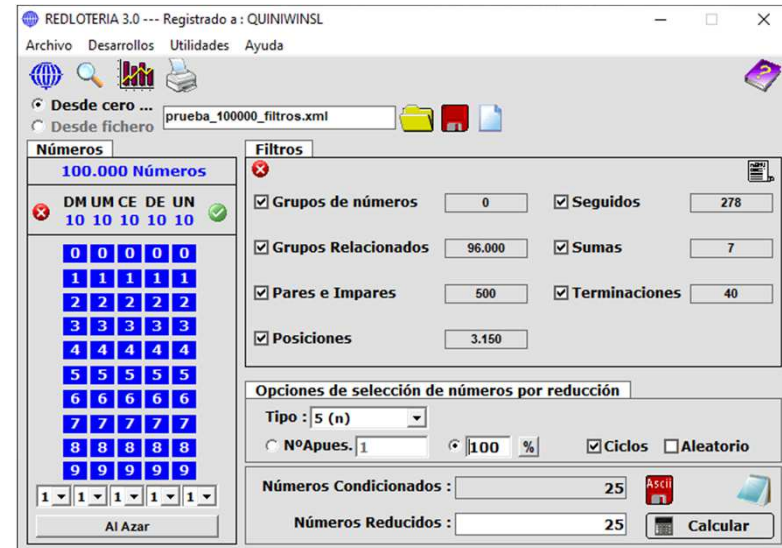 REDLOTERIA 3.0 --- Registrado a : QUINIWINSL
Archivo Desarrollos Utilidades Ayuda
Desde cero ...
Desde fichero
prueba_100000_filtros.xml
Números
100.000 Números
DM UM CE DE UN
10 10 10 10 10
0 0 0 0 0
1 1 1 1 1
2 2 2 2 2
3 3 3 3 3
4 4 4 4 4
5 5 5 5 5
6 6 6 6 6
7 7 7 7 7
8 8 8 8 8
9 9 9 9 9
1 1 1 1 1
Al Azar
Filtros
Grupos de números 0 Seguidos 278
Grupos Relacionados 96.000 Sumas 7
Pares e Impares 500 Terminaciones 40
Posiciones 3.150
Opciones de selección de números por reducción
Tipo : 5 (n)
NºApues. 1 100 % Ciclos Aleatorio
Números Condicionados : 25 Ascii
Números Reducidos : 25 Calcular